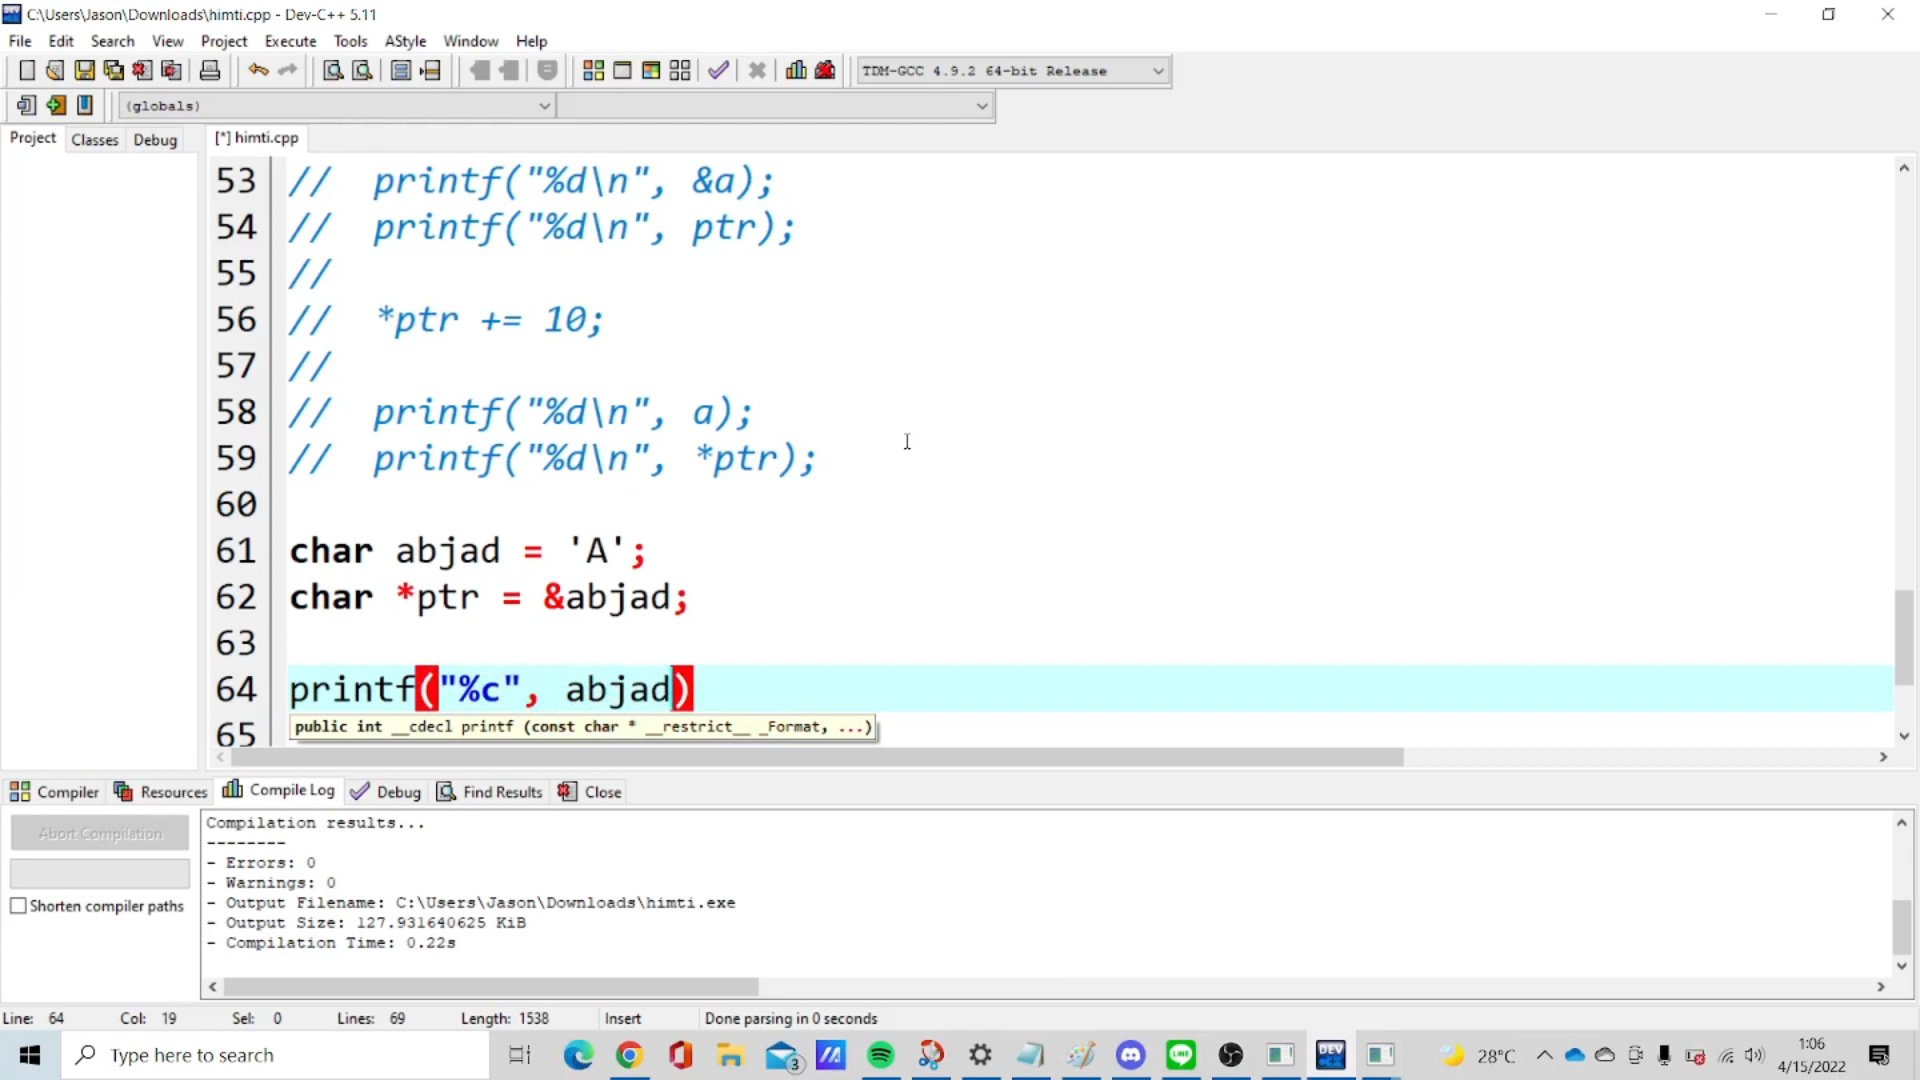 C:\Users\Jason\Downloads\himti.cpp - Dev-C++ 5.11
File Edit Search View Project Execute Tools AStyle Window Help
TDM-GCC 4.9.2 64-bit Release
(globals)
Project Classes Debug [*] himti.cpp
53 // printf("%d\n", &a);
54 // printf("%d\n", ptr);
55 //
56 // *ptr += 10;
57 //
58 // printf("%d\n", a);
59 // printf("%d\n", *ptr);
60
61 char abjad = 'A';
62 char *ptr = &abjad;
63
64 printf("%c", abjad)
public int __cdecl printf (const char * __restrict__ _Format, ...)
65
Compiler Resources Compile Log Debug Find Results Close
Abort Compilation
Shorten compiler paths
Compilation results...
--------
- Errors: 0
- Warnings: 0
- Output Filename: C:\Users\Jason\Downloads\himti.exe
- Output Size: 127.931640625 KiB
- Compilation Time: 0.22s
Line: 64 Col: 19 Sel: 0 Lines: 69 Length: 1538 Insert Done parsing in 0 seconds
Type here to search
3
LINE
DEV
28°C
1:06
4/15/2022